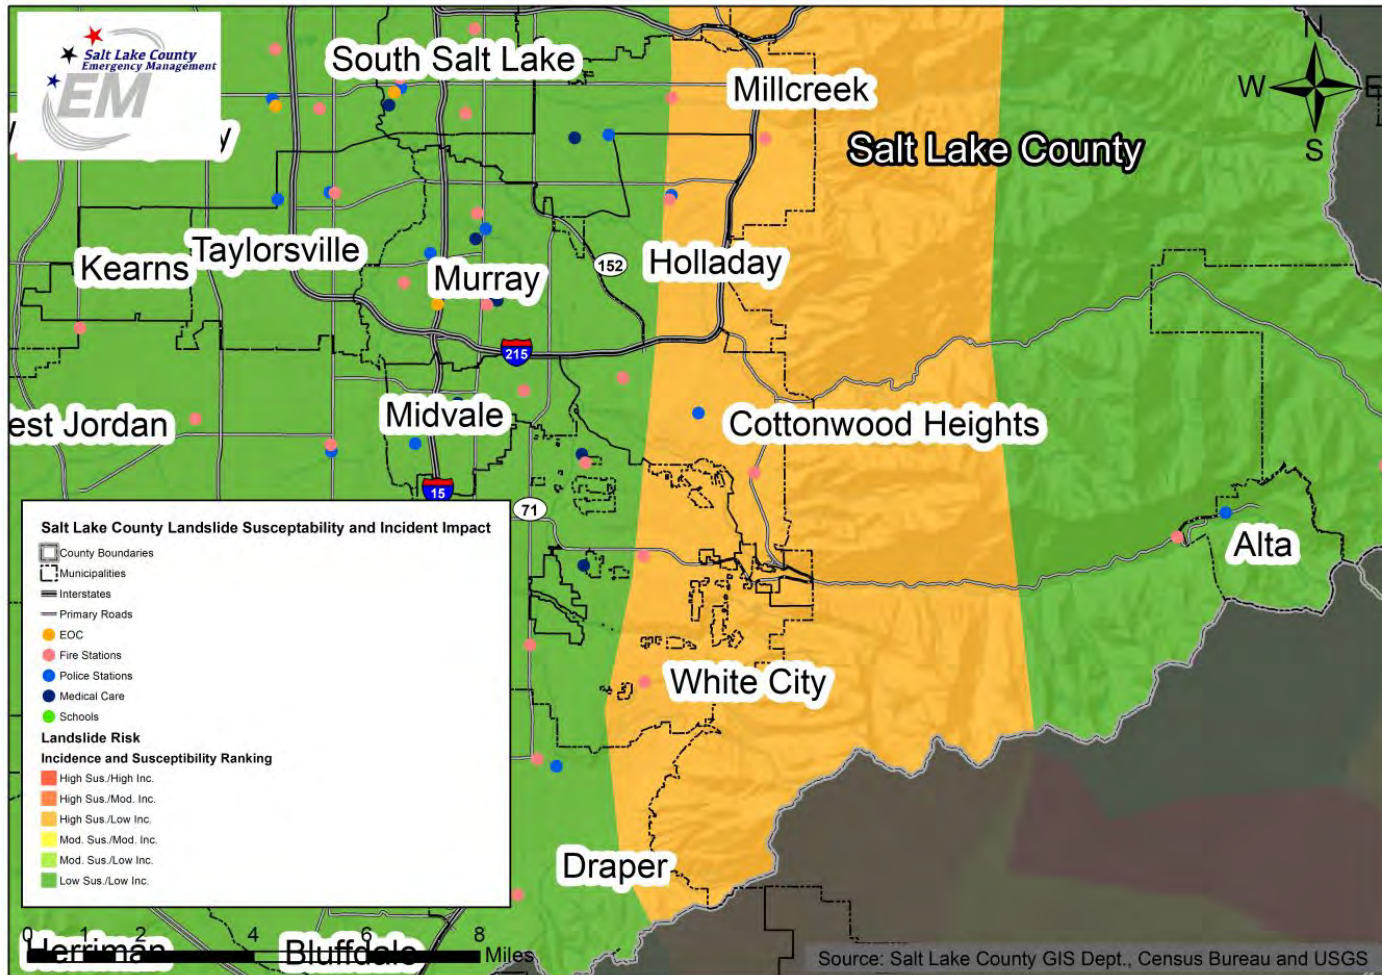 Salt Lake County
Emergency Management
EM
South Salt Lake
Millcreek
Salt Lake County
N
W
E
S
Kearns
Taylorsville
Murray
152
Holladay
215
est Jordan
Midvale
Cottonwood Heights
15
71
Alta
White City
Draper
Herriman
Bluffdale
Salt Lake County Landslide Susceptability and Incident Impact
County Boundaries
Municipalities
Interstates
Primary Roads
EOC
Fire Stations
Police Stations
Medical Care
Schools
Landslide Risk
Incidence and Susceptibility Ranking
High Sus./High Inc.
High Sus./Mod. Inc.
High Sus./Low Inc.
Mod. Sus./Mod. Inc.
Mod. Sus./Low Inc.
Low Sus./Low Inc.
0 1 2 4 6 8 Miles
Source: Salt Lake County GIS Dept., Census Bureau and USGS